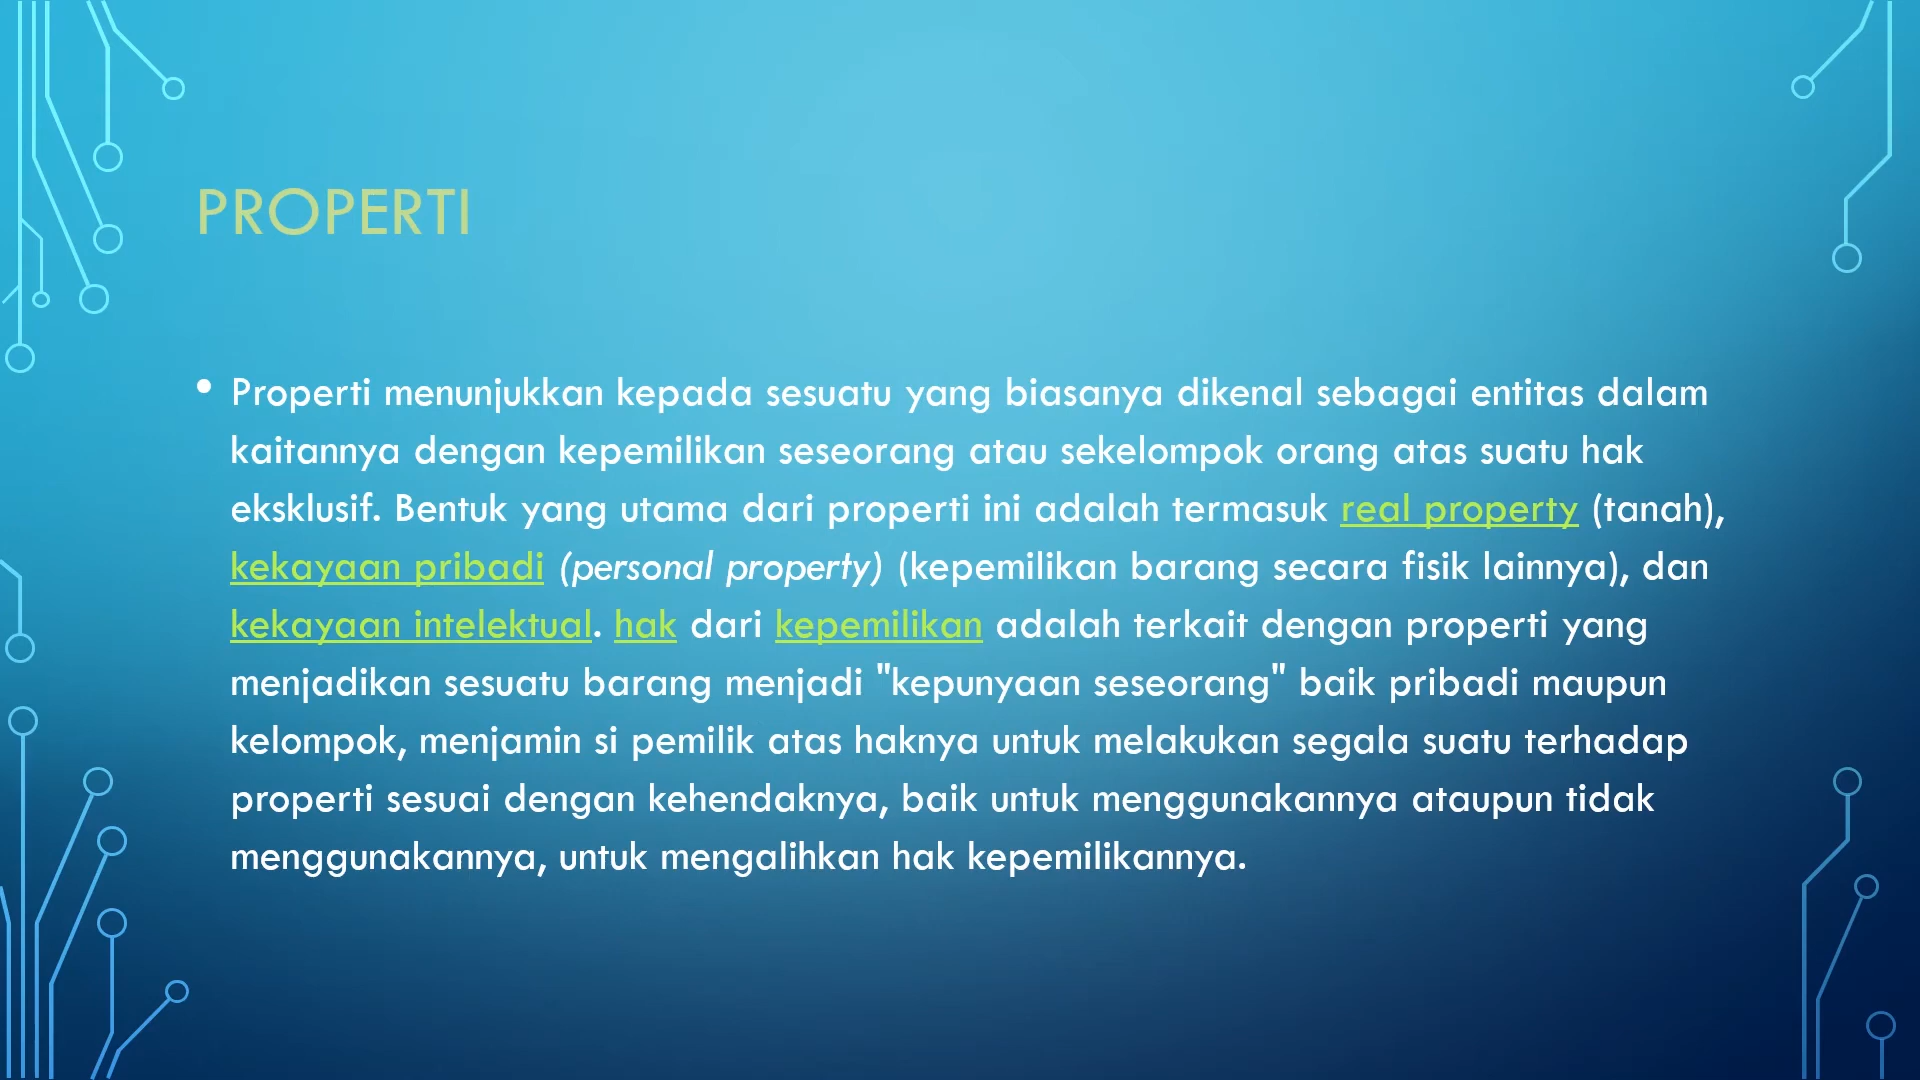 PROPERTI
• Properti menunjukkan kepada sesuatu yang biasanya dikenal sebagai entitas dalam
kaitannya dengan kepemilikan seseorang atau sekelompok orang atas suatu hak
eksklusif. Bentuk yang utama dari properti ini adalah termasuk real property (tanah),
kekayaan pribadi (personal property) (kepemilikan barang secara fisik lainnya), dan
kekayaan intelektual. hak dari kepemilikan adalah terkait dengan properti yang
menjadikan sesuatu barang menjadi "kepunyaan seseorang" baik pribadi maupun
kelompok, menjamin si pemilik atas haknya untuk melakukan segala suatu terhadap
properti sesuai dengan kehendaknya, baik untuk menggunakannya ataupun tidak
menggunakannya, untuk mengalihkan hak kepemilikannya.